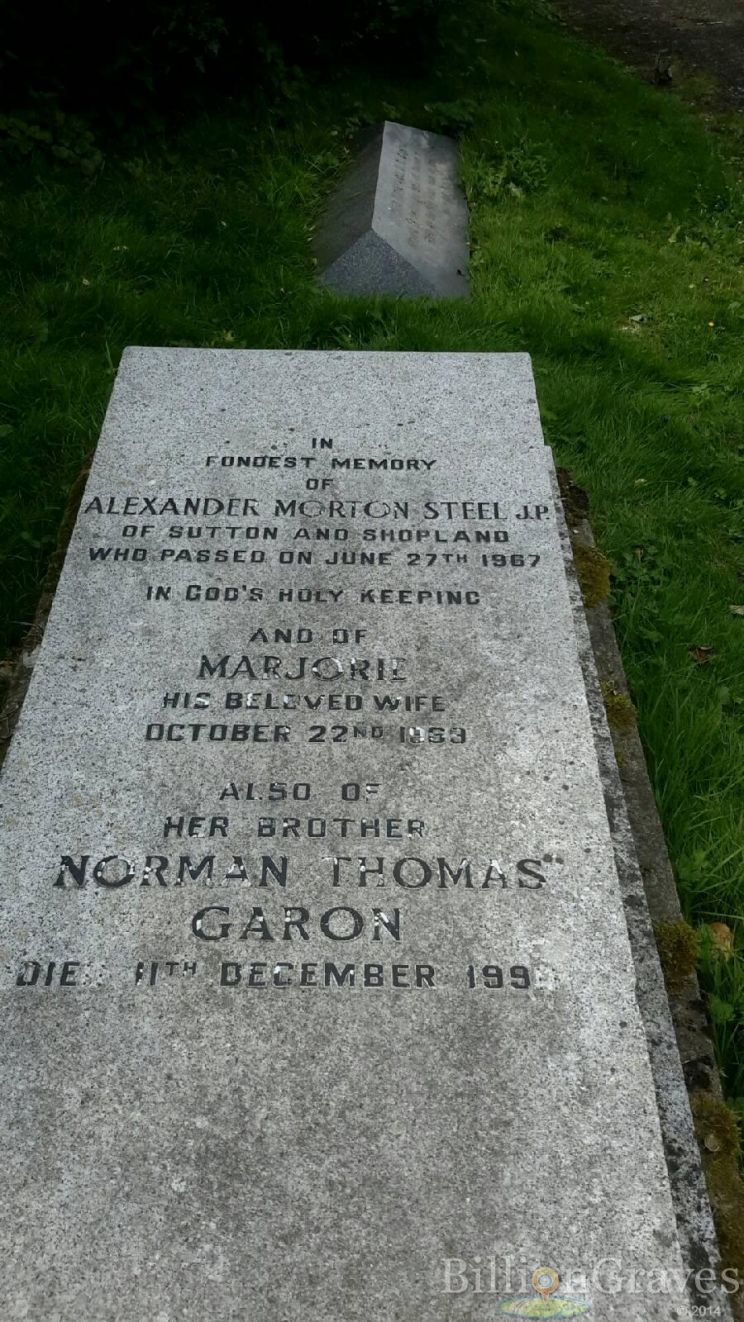 IN
FONDEST MEMORY
OF
ALEXANDER MORTON STEEL J.P.
OF SUTTON AND SHOPLAND
WHO PASSED ON JUNE 27TH 1967
IN GOD'S HOLY KEEPING
AND OF
MARJORIE
HIS BELOVED WIFE
OCTOBER 22ND
ALSO OF
HER BROTHER
NORMAN THOMAS
GARON
DIED 11TH DECEMBER
BillionGraves
© 2014